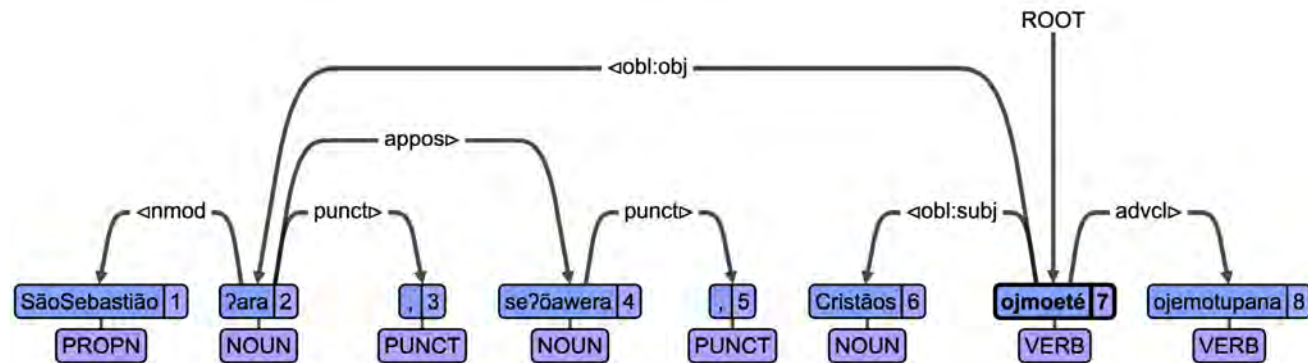 ROOT
◁obl:obj
appos▷
◁nmod punct▷ punct▷ ◁obl:subj advcl▷
SãoSebastião 1 ʔara 2 , 3 seʔõawera 4 , 5 Cristãos 6 ojmoeté 7 ojemotupana 8
PROPN NOUN PUNCT NOUN PUNCT NOUN VERB VERB